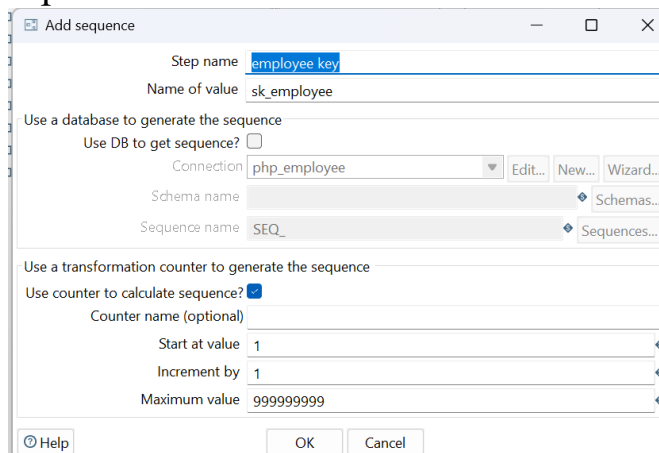 Add sequence
Step name employee key
Name of value sk_employee
Use a database to generate the sequence
Use DB to get sequence?
Connection php_employee Edit... New... Wizard...
Schema name Schemas...
Sequence name SEQ_ Sequences...
Use a transformation counter to generate the sequence
Use counter to calculate sequence?
Counter name (optional)
Start at value 1
Increment by 1
Maximum value 999999999
Help OK Cancel